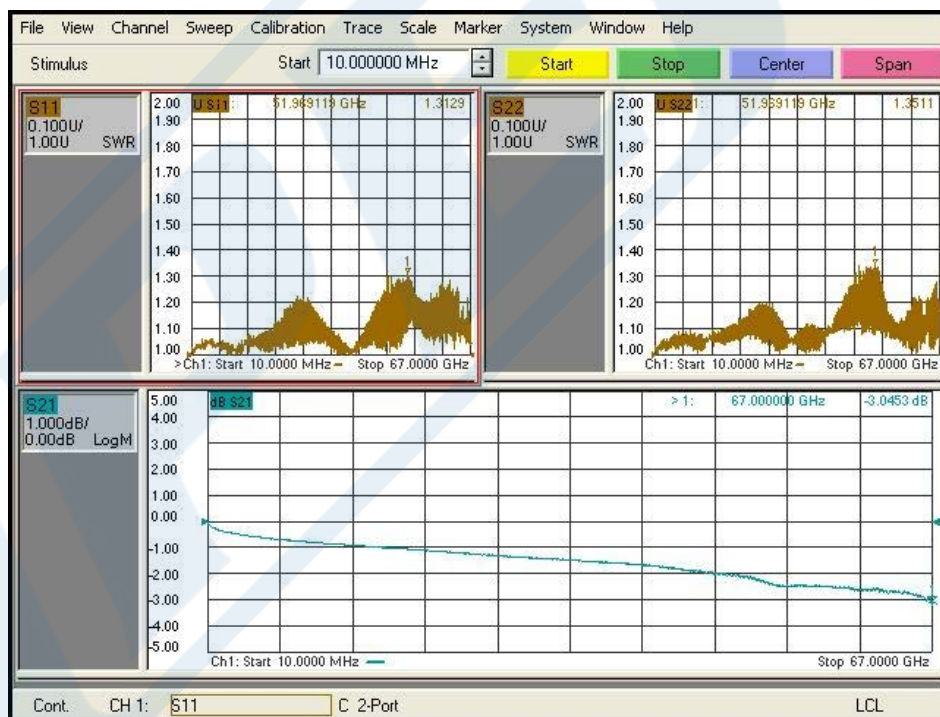 File View Channel Sweep Calibration Trace Scale Marker System Window Help
Stimulus Start 10.000000 MHz Start Stop Center Span
S11
0.100U/
1.00U SWR
2.00
1.90
1.80
1.70
1.60
1.50
1.40
1.30
1.20
1.10
1.00
U S11 1: 51.969119 GHz 1.3129
1
>Ch1: Start 10.0000 MHz Stop 67.0000 GHz
S22
0.100U/
1.00U SWR
2.00
1.90
1.80
1.70
1.60
1.50
1.40
1.30
1.20
1.10
1.00
U S22 1: 51.969119 GHz 1.3511
1
Ch1: Start 10.0000 MHz Stop 67.0000 GHz
S21
1.000dB/
0.00dB LogM
5.00
4.00
3.00
2.00
1.00
0.00
-1.00
-2.00
-3.00
-4.00
-5.00
dB S21 > 1: 67.000000 GHz -3.0453 dB
Ch1: Start 10.0000 MHz Stop 67.0000 GHz
Cont. CH 1: S11 C 2-Port LCL